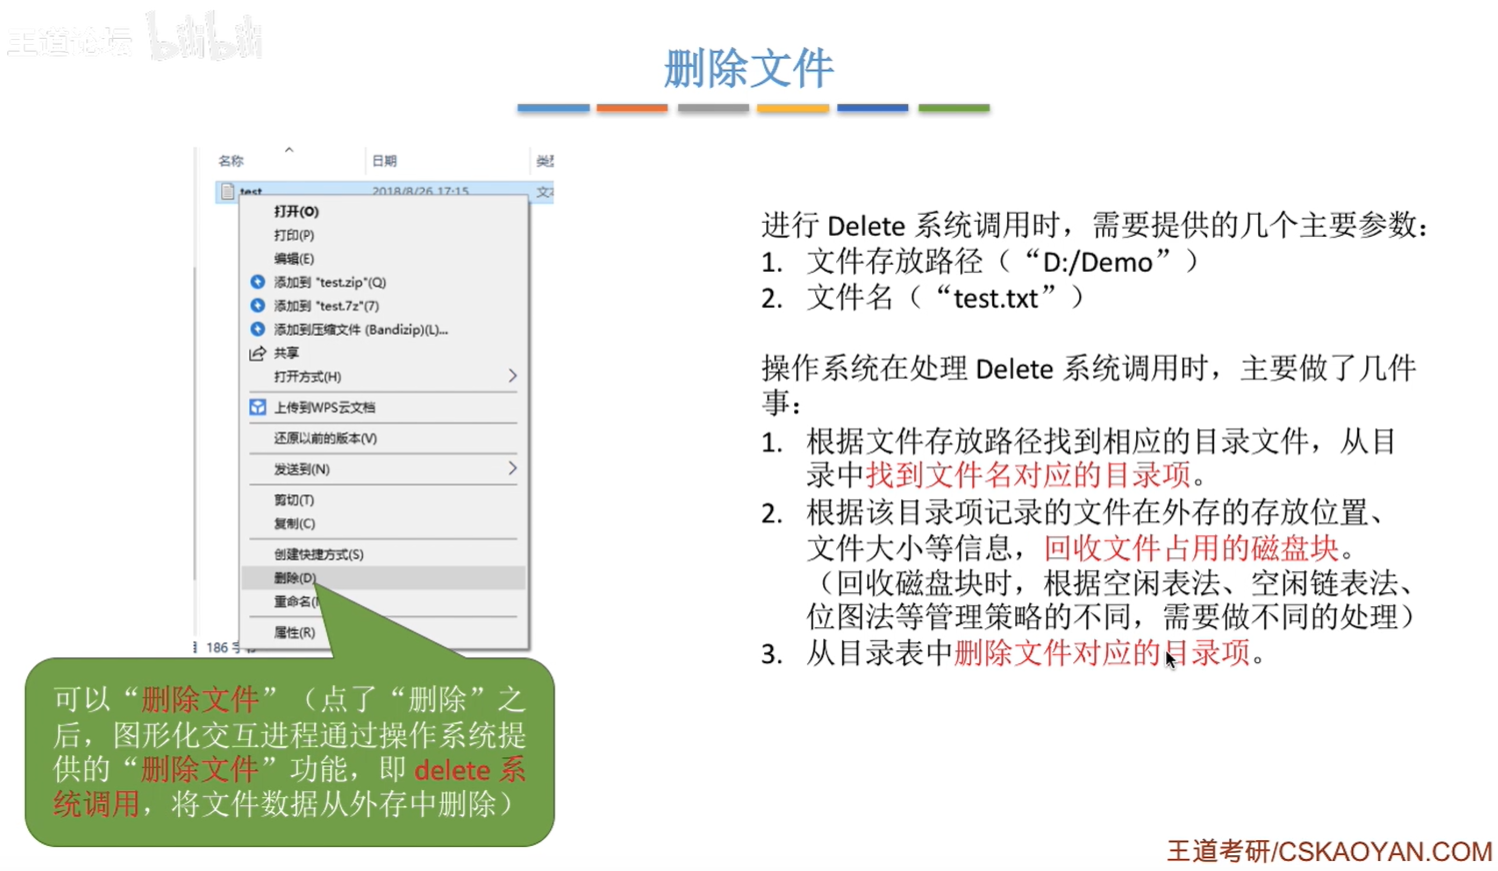 王道论坛 bilibili
删除文件
名称 日期 类型
test 2018/8/26 17:15 文本
打开(O)
打印(P)
编辑(E)
添加到 "test.zip"(Q)
添加到 "test.7z"(7)
添加到压缩文件 (Bandizip)(L)...
共享
打开方式(H)
上传到WPS云文档
还原以前的版本(V)
发送到(N)
剪切(T)
复制(C)
创建快捷方式(S)
删除(D)
重命名(
属性(R)
186 字节
可以“删除文件”（点了“删除”之
后，图形化交互进程通过操作系统提
供的“删除文件”功能，即 delete 系
统调用，将文件数据从外存中删除）
进行 Delete 系统调用时，需要提供的几个主要参数：
1. 文件存放路径（“D:/Demo”）
2. 文件名（“test.txt”）
操作系统在处理 Delete 系统调用时，主要做了几件
事：
1. 根据文件存放路径找到相应的目录文件，从目
录中找到文件名对应的目录项。
2. 根据该目录项记录的文件在外存的存放位置、
文件大小等信息，回收文件占用的磁盘块。
（回收磁盘块时，根据空闲表法、空闲链表法、
位图法等管理策略的不同，需要做不同的处理）
3. 从目录表中删除文件对应的目录项。
王道考研/CSKAOYAN.COM